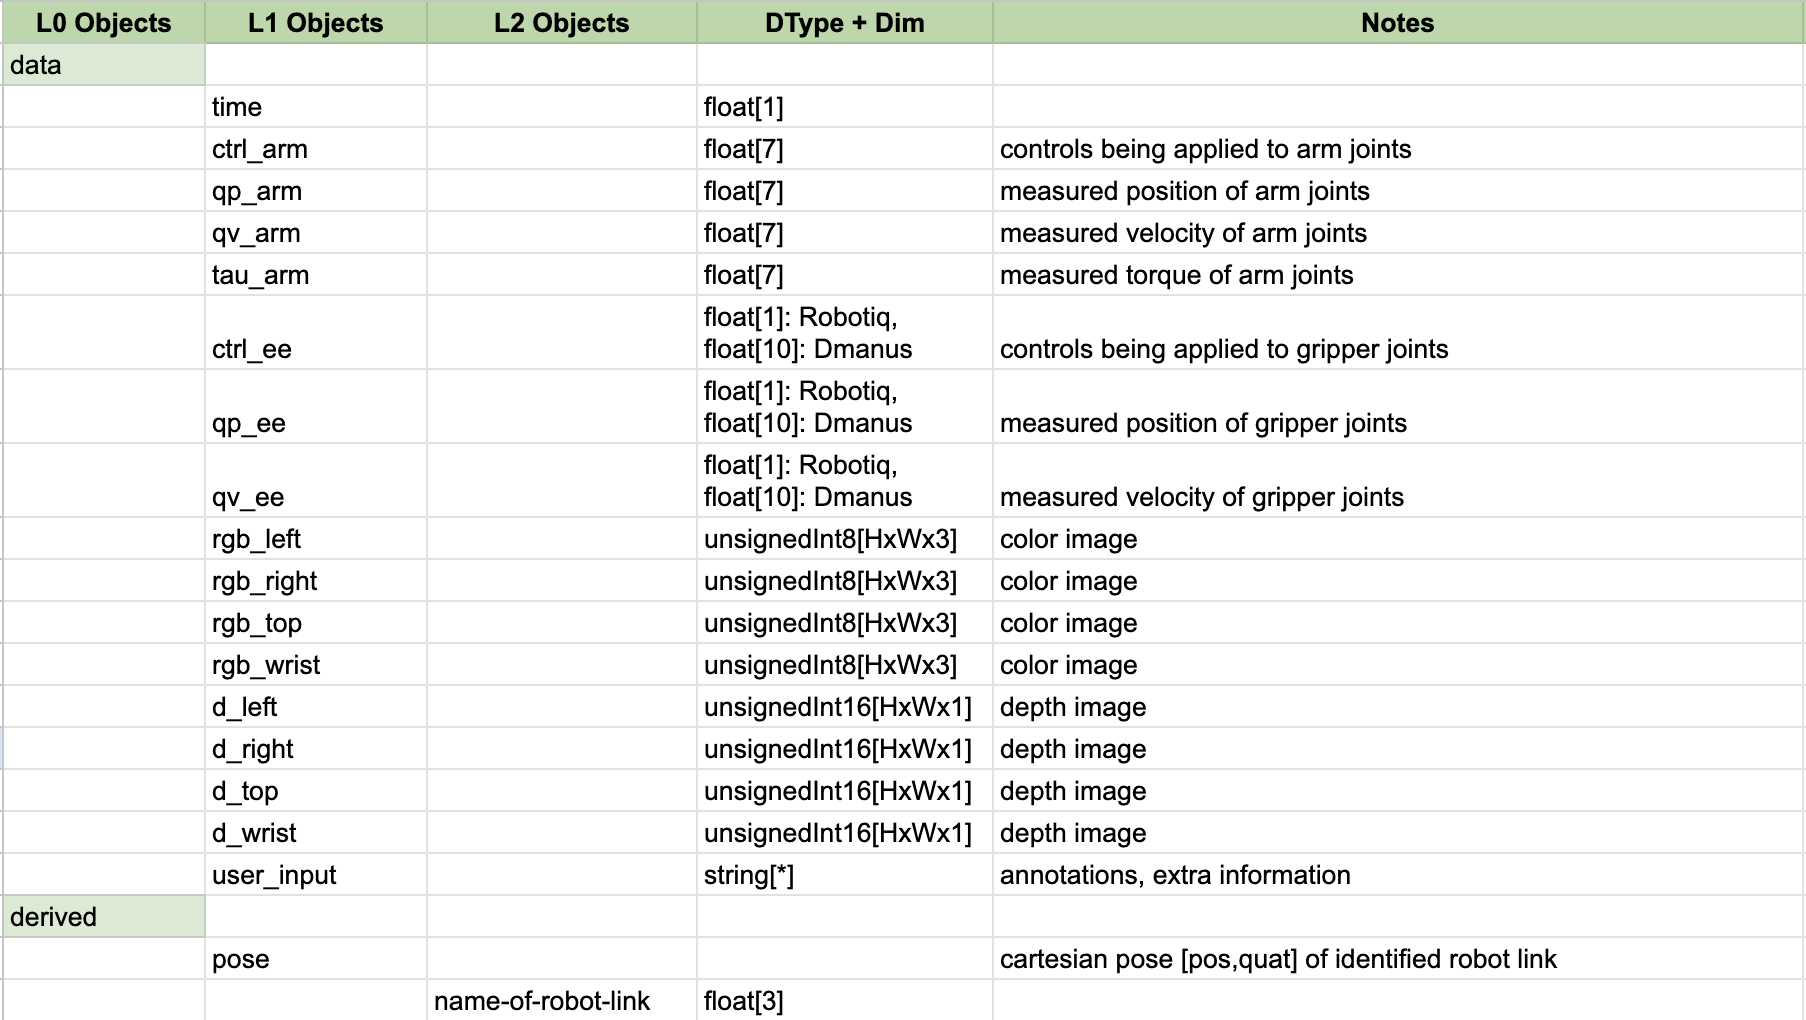 L0 Objects L1 Objects L2 Objects DType + Dim Notes
data
time float[1]
ctrl_arm float[7] controls being applied to arm joints
qp_arm float[7] measured position of arm joints
qv_arm float[7] measured velocity of arm joints
tau_arm float[7] measured torque of arm joints
float[1]: Robotiq,
ctrl_ee float[10]: Dmanus controls being applied to gripper joints
float[1]: Robotiq,
qp_ee float[10]: Dmanus measured position of gripper joints
float[1]: Robotiq,
qv_ee float[10]: Dmanus measured velocity of gripper joints
rgb_left unsignedInt8[HxWx3] color image
rgb_right unsignedInt8[HxWx3] color image
rgb_top unsignedInt8[HxWx3] color image
rgb_wrist unsignedInt8[HxWx3] color image
d_left unsignedInt16[HxWx1] depth image
d_right unsignedInt16[HxWx1] depth image
d_top unsignedInt16[HxWx1] depth image
d_wrist unsignedInt16[HxWx1] depth image
user_input string[*] annotations, extra information
derived
pose cartesian pose [pos,quat] of identified robot link
name-of-robot-link float[3]